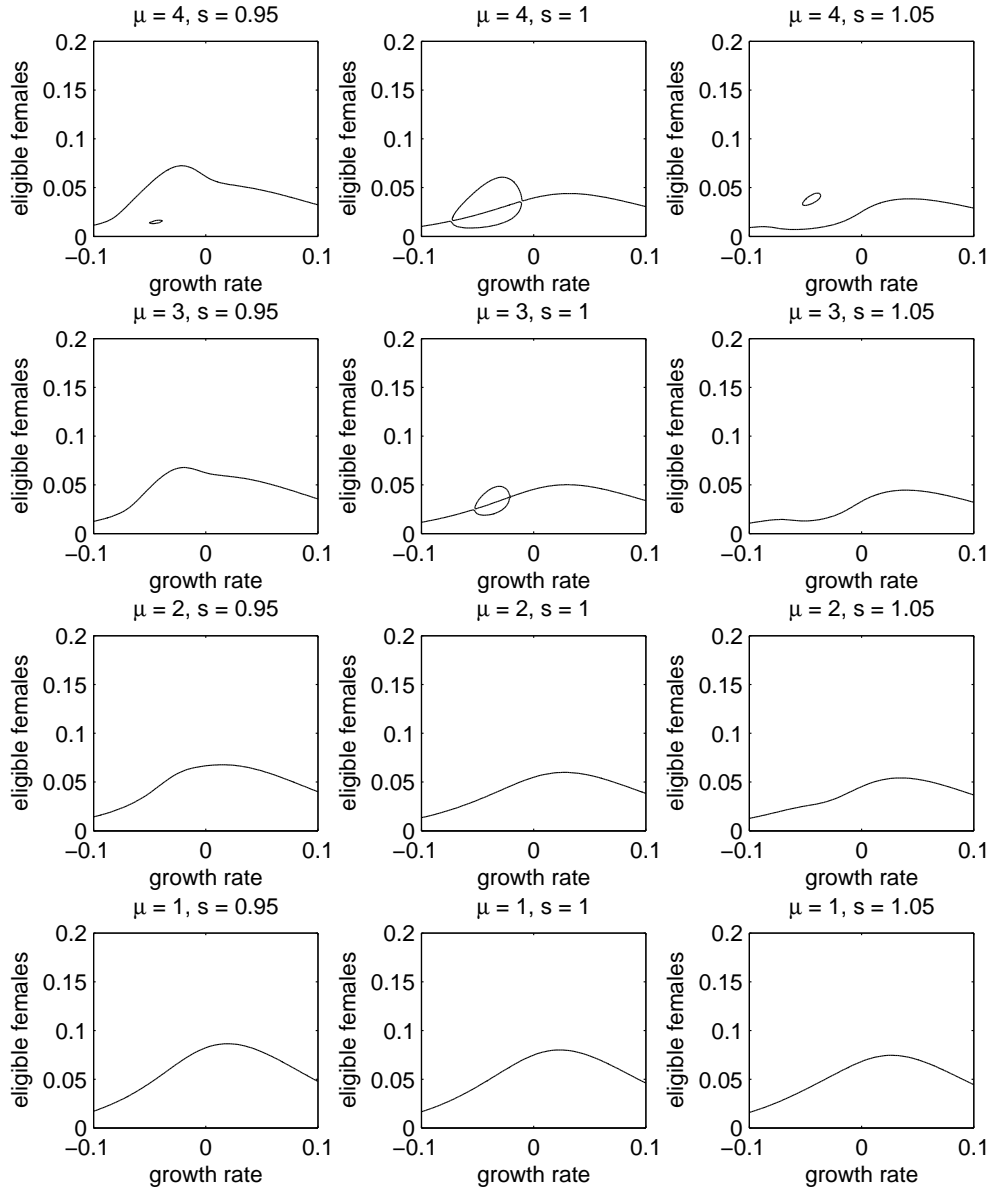 μ = 4, s = 0.95
0.2
0.15
0.1
0.05
0
eligible females
−0.1 0 0.1
growth rate
μ = 4, s = 1
0.2
0.15
0.1
0.05
0
eligible females
−0.1 0 0.1
growth rate
μ = 4, s = 1.05
0.2
0.15
0.1
0.05
0
eligible females
−0.1 0 0.1
growth rate
μ = 3, s = 0.95
0.2
0.15
0.1
0.05
0
eligible females
−0.1 0 0.1
growth rate
μ = 3, s = 1
0.2
0.15
0.1
0.05
0
eligible females
−0.1 0 0.1
growth rate
μ = 3, s = 1.05
0.2
0.15
0.1
0.05
0
eligible females
−0.1 0 0.1
growth rate
μ = 2, s = 0.95
0.2
0.15
0.1
0.05
0
eligible females
−0.1 0 0.1
growth rate
μ = 2, s = 1
0.2
0.15
0.1
0.05
0
eligible females
−0.1 0 0.1
growth rate
μ = 2, s = 1.05
0.2
0.15
0.1
0.05
0
eligible females
−0.1 0 0.1
growth rate
μ = 1, s = 0.95
0.2
0.15
0.1
0.05
0
eligible females
−0.1 0 0.1
growth rate
μ = 1, s = 1
0.2
0.15
0.1
0.05
0
eligible females
−0.1 0 0.1
growth rate
μ = 1, s = 1.05
0.2
0.15
0.1
0.05
0
eligible females
−0.1 0 0.1
growth rate